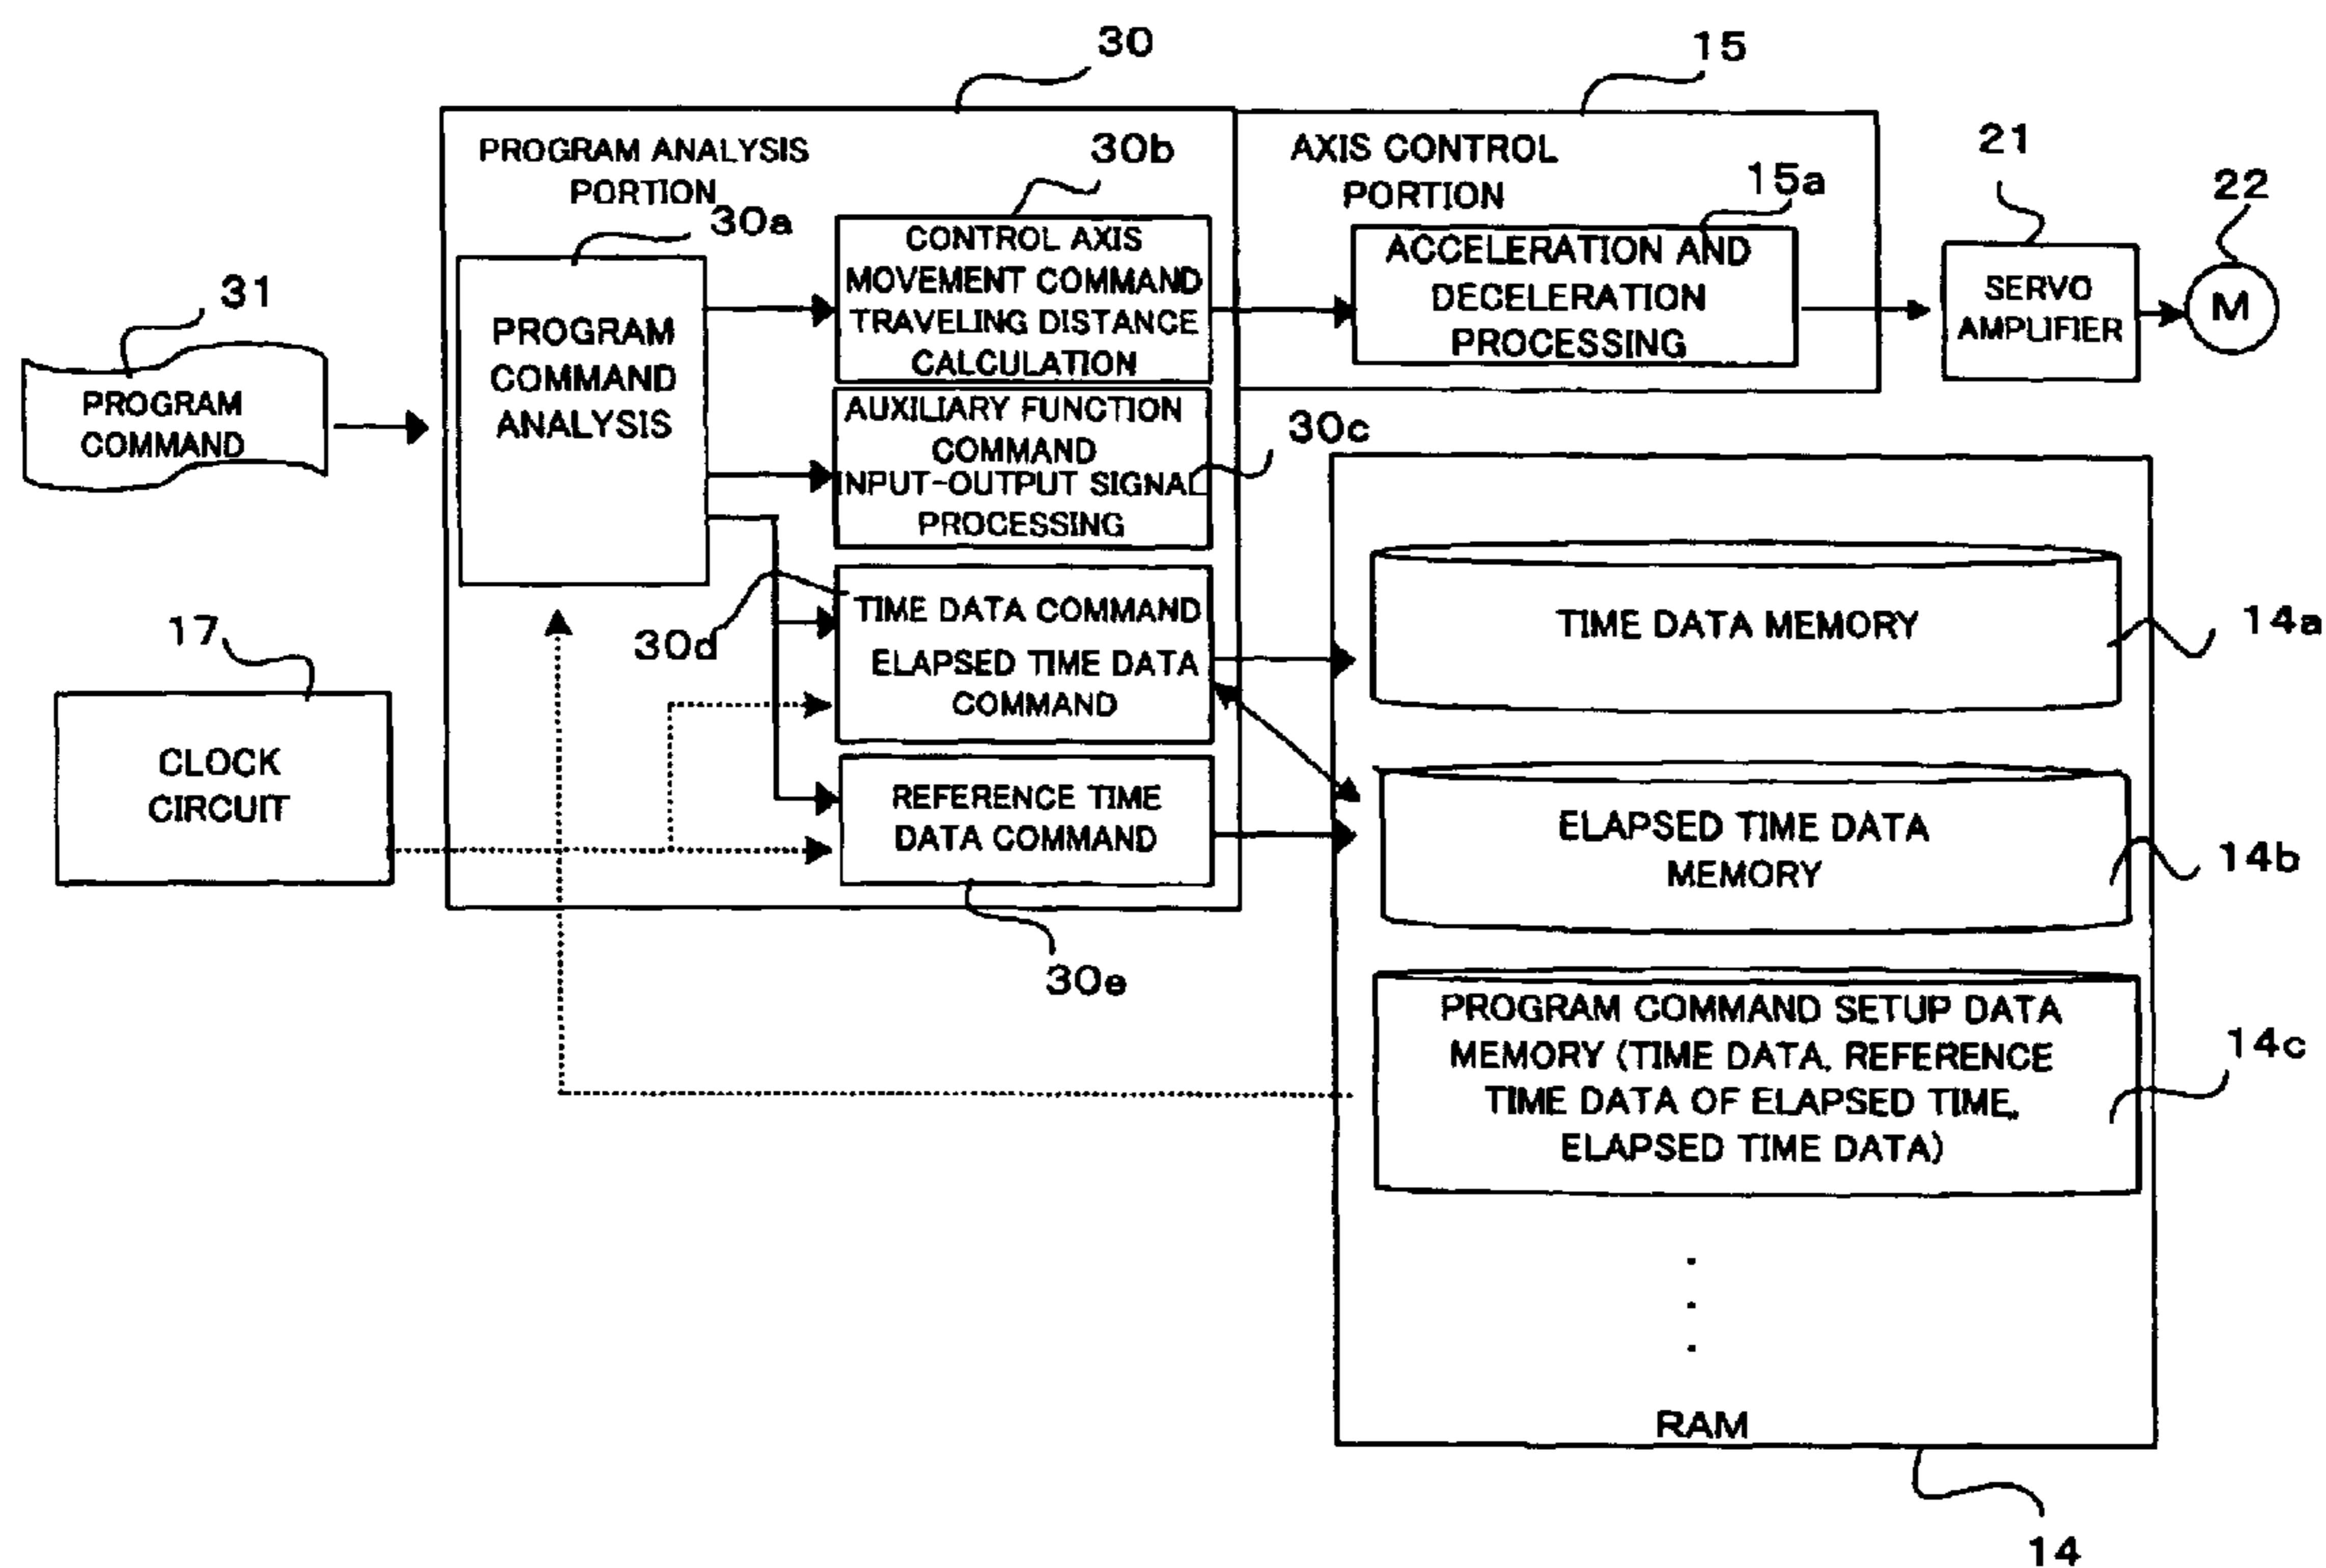 30
15
PROGRAM ANALYSIS
PORTION
30b
AXIS CONTROL
PORTION
15a
21
22
30a
CONTROL AXIS
MOVEMENT COMMAND
TRAVELING DISTANCE
CALCULATION
ACCELERATION AND
DECELERATION
PROCESSING
SERVO
AMPLIFIER
M
31
PROGRAM
COMMAND
PROGRAM
COMMAND
ANALYSIS
AUXILIARY FUNCTION
COMMAND
INPUT-OUTPUT SIGNAL
PROCESSING
30c
17
CLOCK
CIRCUIT
30d
TIME DATA COMMAND
ELAPSED TIME DATA
COMMAND
REFERENCE TIME
DATA COMMAND
30e
TIME DATA MEMORY
14a
ELAPSED TIME DATA
MEMORY
14b
PROGRAM COMMAND SETUP DATA
MEMORY (TIME DATA, REFERENCE
TIME DATA OF ELAPSED TIME,
ELAPSED TIME DATA)
14c
RAM
14